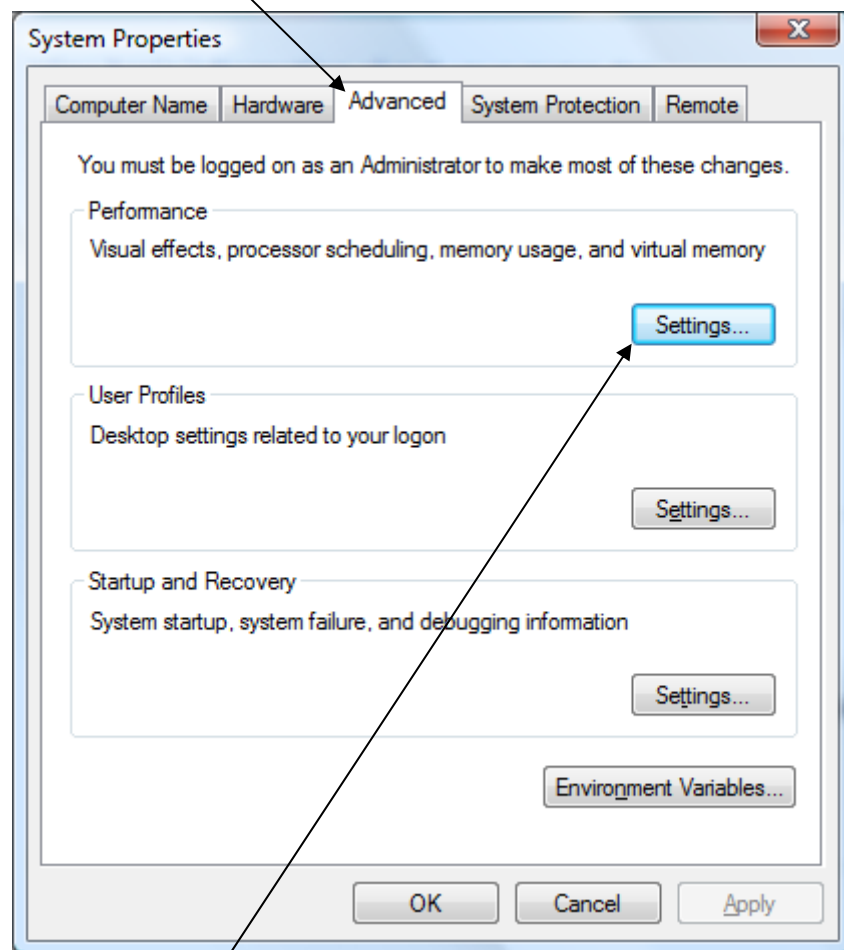 System Properties
Computer Name Hardware Advanced System Protection Remote
You must be logged on as an Administrator to make most of these changes.
Performance
Visual effects, processor scheduling, memory usage, and virtual memory
Settings...
User Profiles
Desktop settings related to your logon
Settings...
Startup and Recovery
System startup, system failure, and debugging information
Settings...
Environment Variables...
OK Cancel Apply